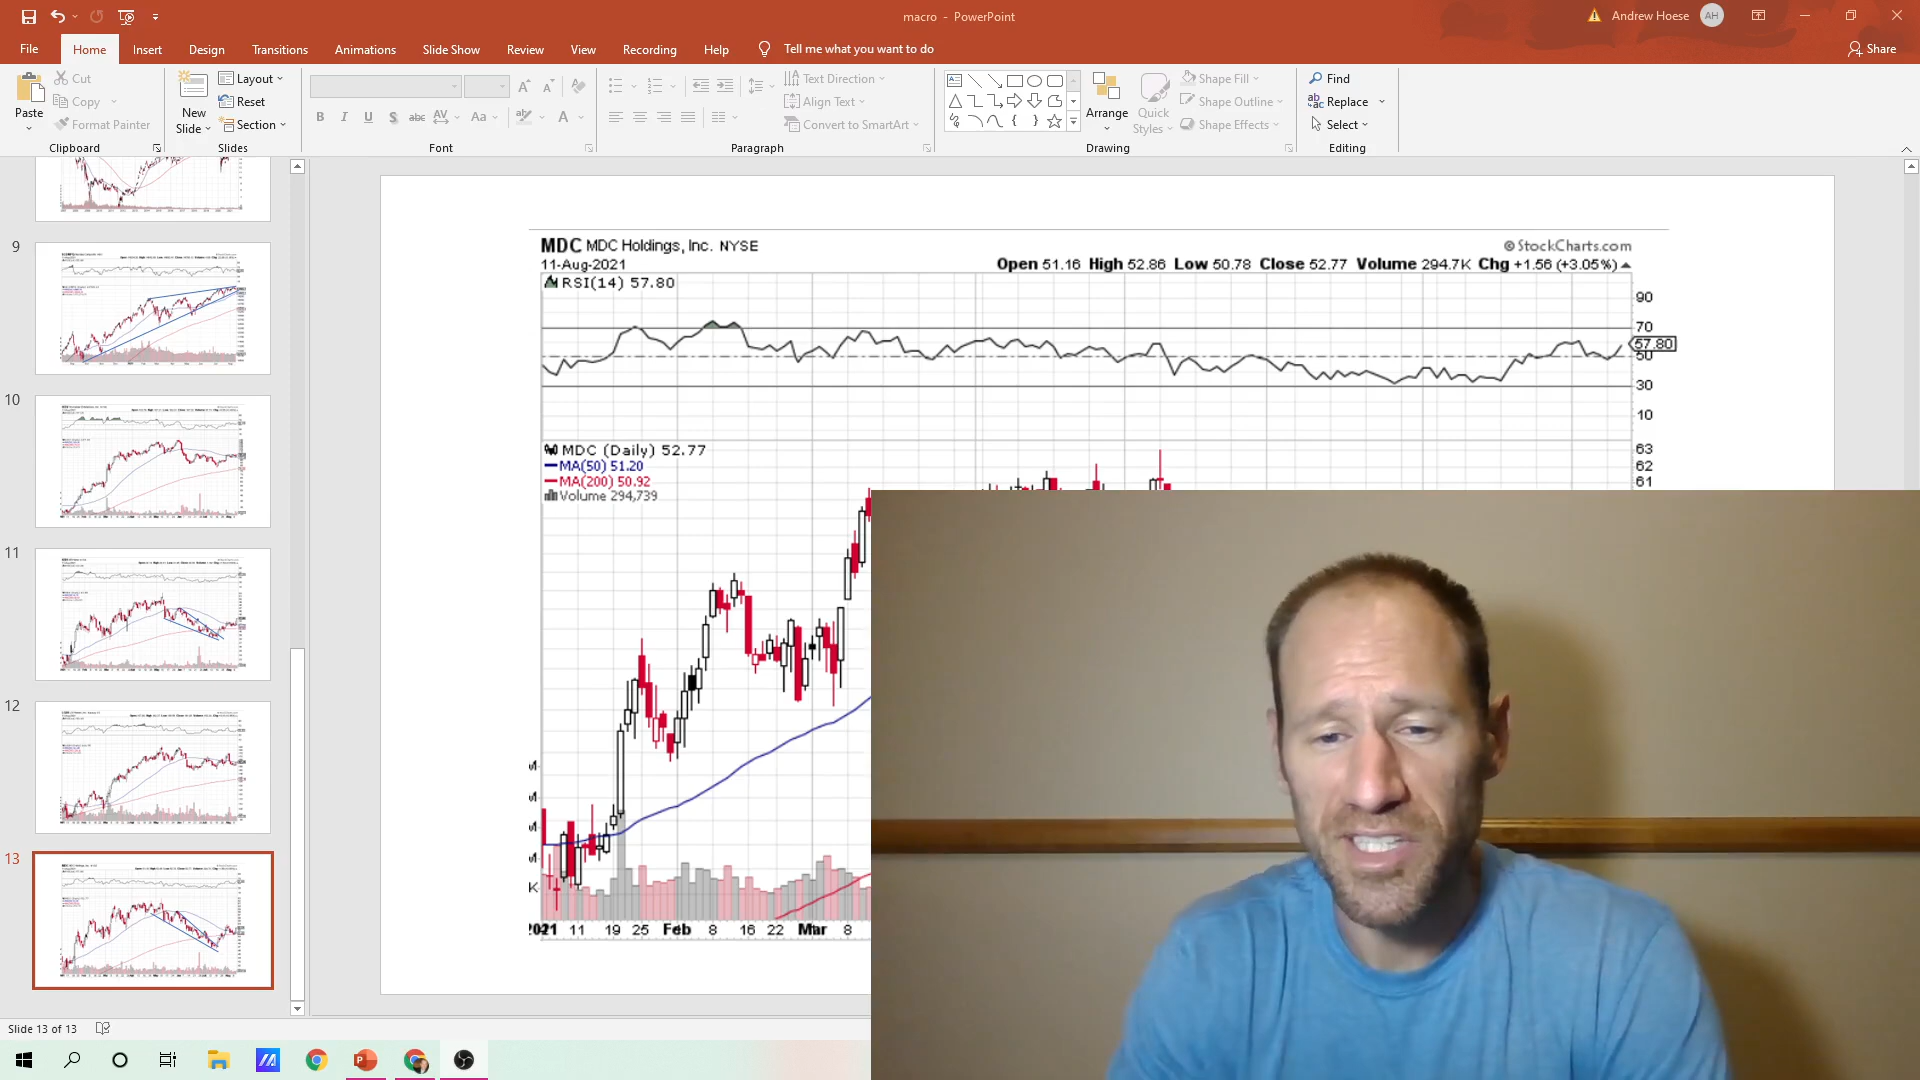 macro - PowerPoint
Andrew Hoese
AH
File
Home
Insert
Design
Transitions
Animations
Slide Show
Review
View
Recording
Help
Tell me what you want to do
Share
Paste
Cut
Copy
Format Painter
Clipboard
New
Slide
Layout
Reset
Section
Slides
B I U S abc AV Aa A
Font
Text Direction
Align Text
Convert to SmartArt
Paragraph
Arrange
Quick
Styles
Shape Fill
Shape Outline
Shape Effects
Drawing
Find
Replace
Select
Editing
9
10
11
12
13
MDC MDC Holdings, Inc. NYSE
© StockCharts.com
11-Aug-2021
Open 51.16 High 52.86 Low 50.78 Close 52.77 Volume 294.7K Chg +1.56 (+3.05%)
RSI(14) 57.80
90
70
57.80
50
30
10
MDC (Daily) 52.77
MA(50) 51.20
MA(200) 50.92
Volume 294,739
63
62
61
11 19 25 Feb 8 16 22 Mar 8
Slide 13 of 13